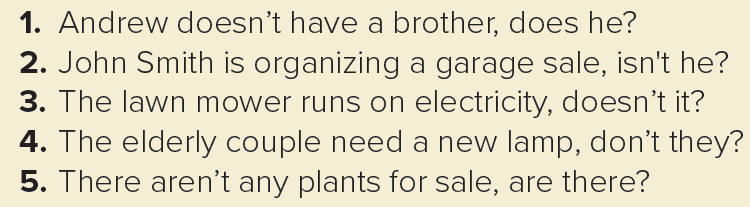 1. Andrew doesn’t have a brother, does he?
2. John Smith is organizing a garage sale, isn't he?
3. The lawn mower runs on electricity, doesn’t it?
4. The elderly couple need a new lamp, don’t they?
5. There aren’t any plants for sale, are there?